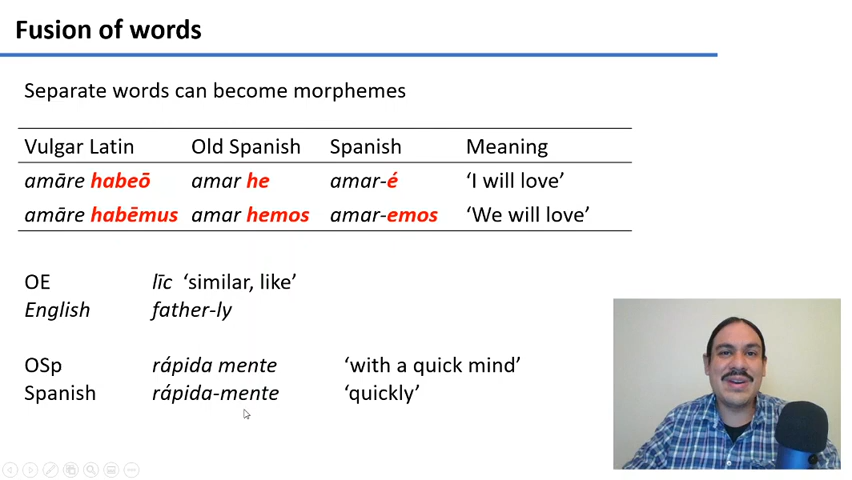 Fusion of words
Separate words can become morphemes
Vulgar Latin Old Spanish Spanish Meaning
amāre habeō amar he amar-é ‘I will love’
amāre habēmus amar hemos amar-emos ‘We will love’
OE līc ‘similar, like’
English father-ly
OSp rápida mente ‘with a quick mind’
Spanish rápida-mente ‘quickly’